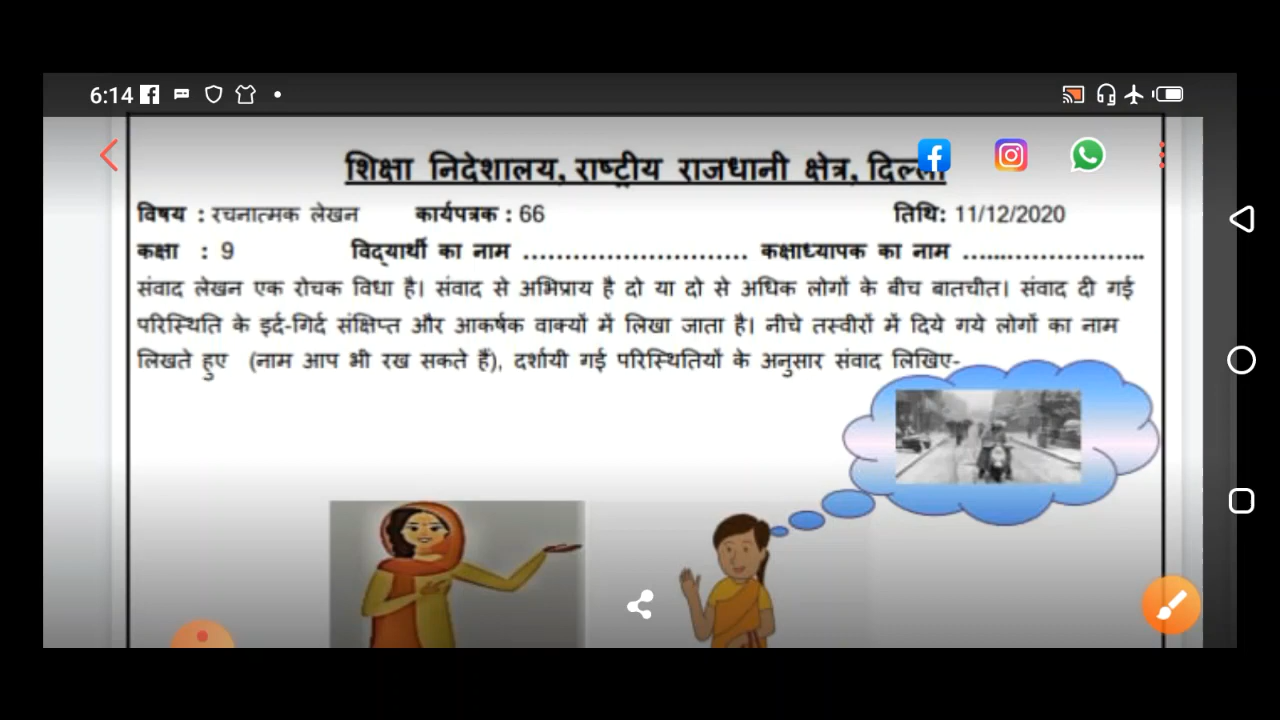 6:14
शिक्षा निदेशालय, राष्ट्रीय राजधानी क्षेत्र, दिल्ली
विषय : रचनात्मक लेखन कार्यपत्रक : 66 तिथि: 11/12/2020
कक्षा : 9 विद्यार्थी का नाम ........................... कक्षाध्यापक का नाम ......................
संवाद लेखन एक रोचक विधा है। संवाद से अभिप्राय है दो या दो से अधिक लोगों के बीच बातचीत। संवाद दी गई
परिस्थिति के इर्द-गिर्द संक्षिप्त और आकर्षक वाक्यों में लिखा जाता है। नीचे तस्वीरों में दिये गये लोगों का नाम
लिखते हुए (नाम आप भी रख सकते हैं), दर्शायी गई परिस्थितियों के अनुसार संवाद लिखिए-